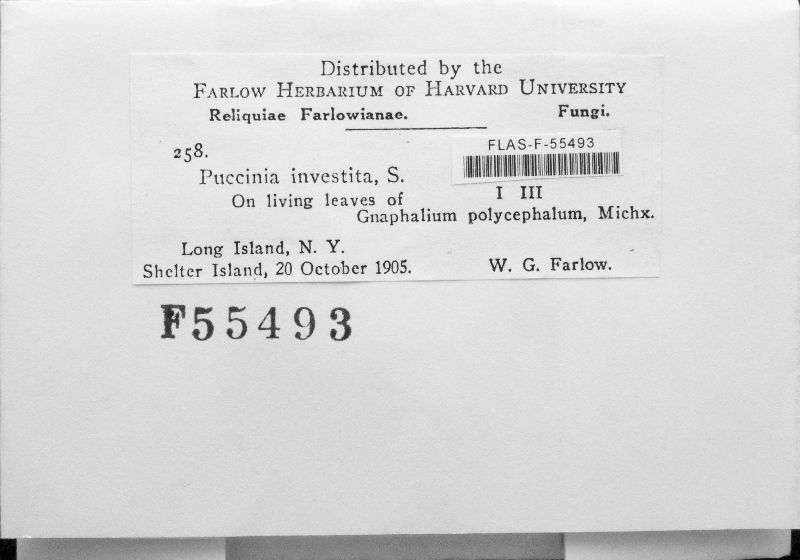 Distributed by the
FARLOW HERBARIUM OF HARVARD UNIVERSITY
Reliquiae Farlowianae. Fungi.
258.
FLAS-F-55493
Puccinia investita, S. I III
On living leaves of
Gnaphalium polycephalum, Michx.
Long Island, N. Y.
Shelter Island, 20 October 1905. W. G. Farlow.
F55493